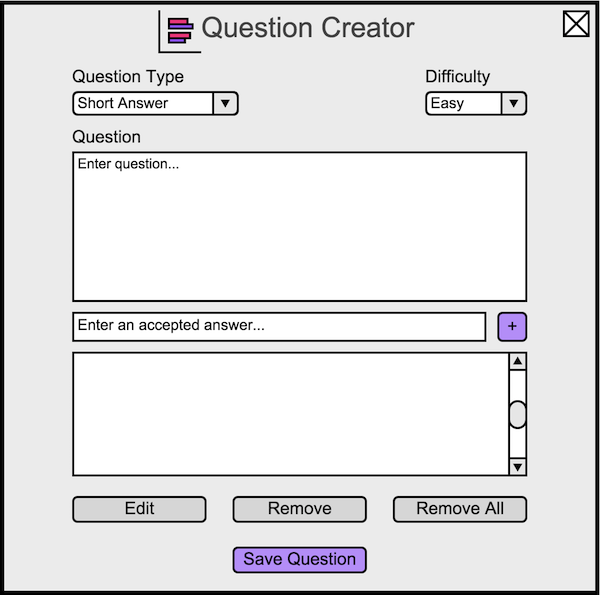 Question Creator
Question Type
Difficulty
Short Answer
Easy
Question
Enter question...
Enter an accepted answer...
+
Edit
Remove
Remove All
Save Question